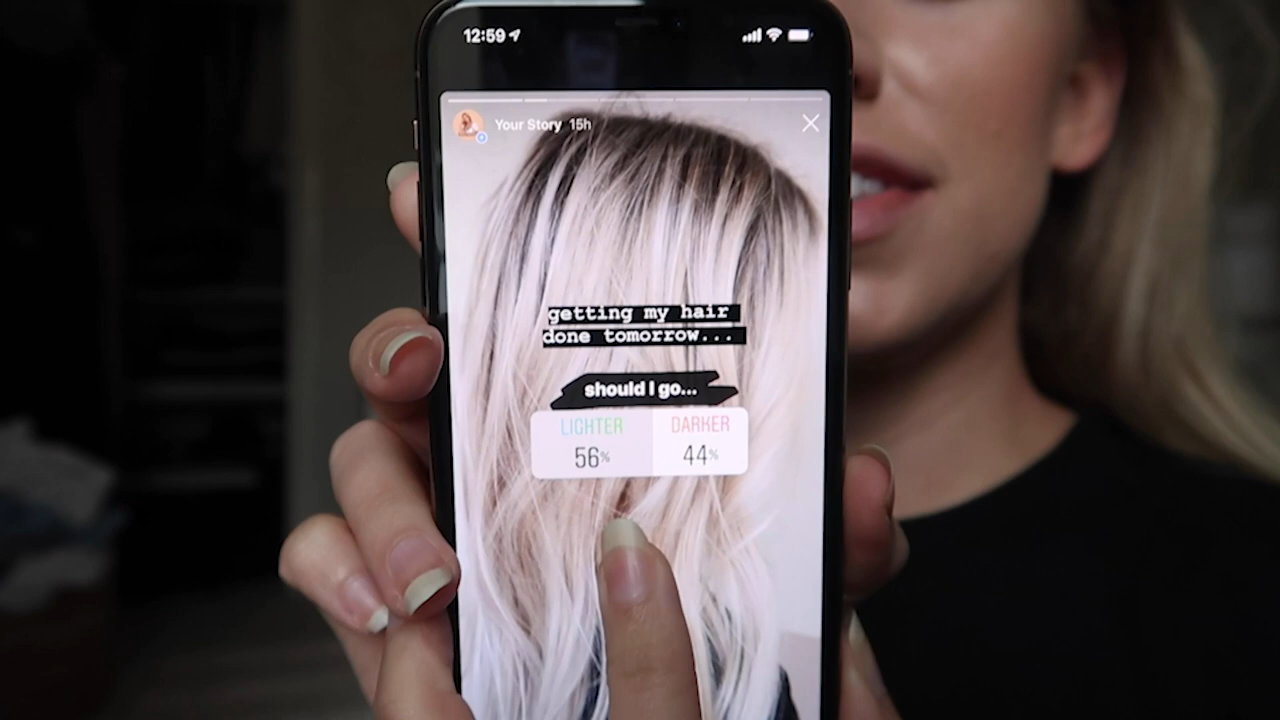 12:59
Your Story 15h
getting my hair
done tomorrow...
should I go...
LIGHTER DARKER
56% 44%